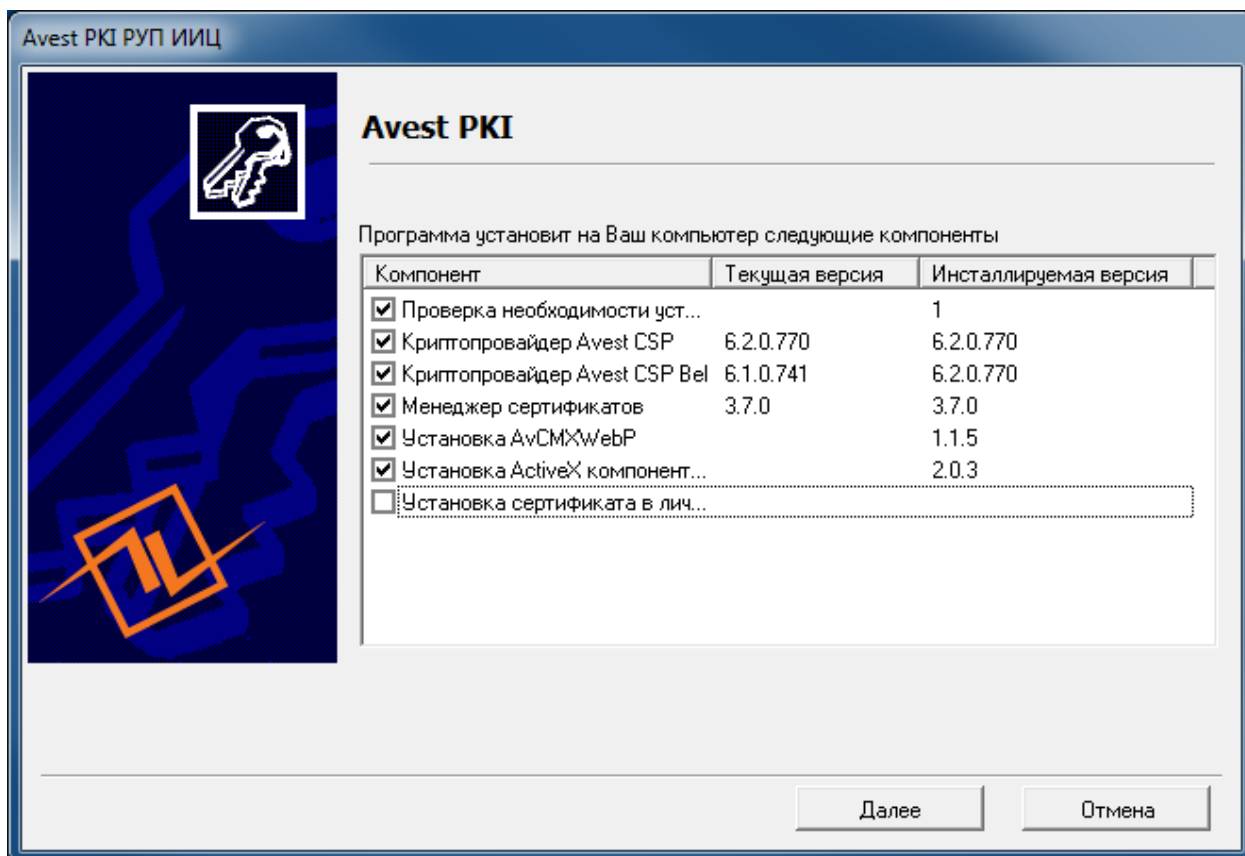 Avest PKI РУП ИИЦ
Avest PKI
Программа установит на Ваш компьютер следующие компоненты
Компонент Текущая версия Инсталлируемая версия
Проверка необходимости уст... 1
Криптопровайдер Avest CSP 6.2.0.770 6.2.0.770
Криптопровайдер Avest CSP Bel 6.1.0.741 6.2.0.770
Менеджер сертификатов 3.7.0 3.7.0
Установка AvCMXWebP 1.1.5
Установка ActiveX компонент... 2.0.3
Установка сертификата в лич...
Далее Отмена